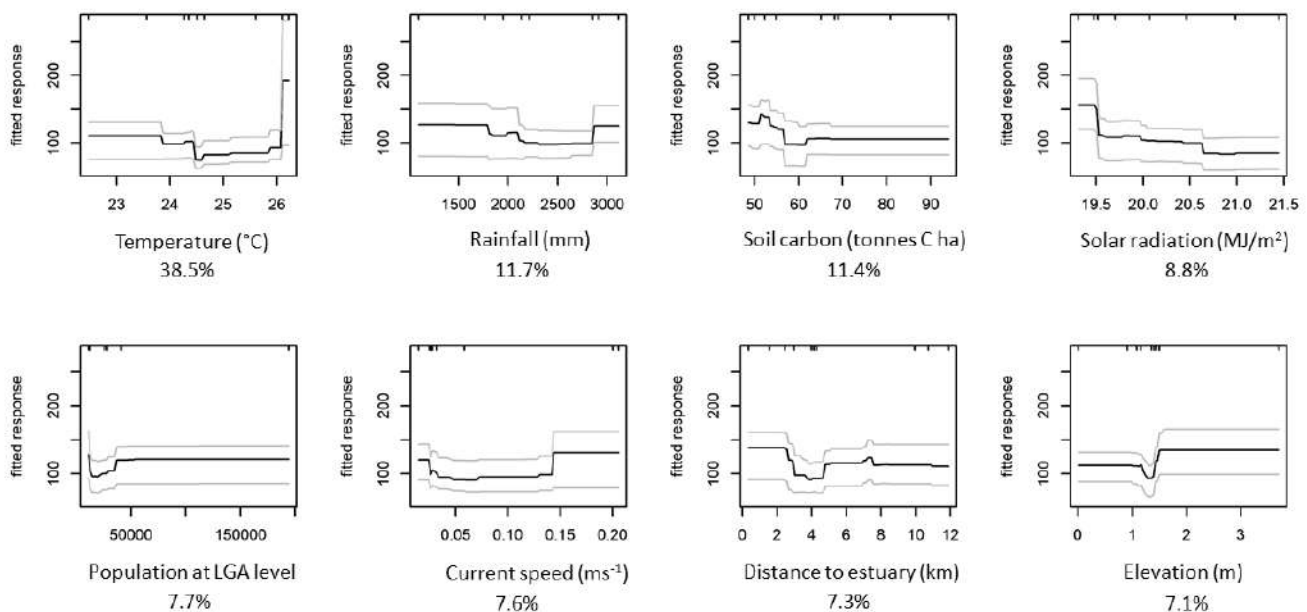 fitted response
100 200
23 24 25 26
Temperature (°C)
38.5%
fitted response
100 200
1500 2000 2500 3000
Rainfall (mm)
11.7%
fitted response
100 200
50 60 70 80 90
Soil carbon (tonnes C ha)
11.4%
fitted response
100 200
19.5 20.0 20.5 21.0 21.5
Solar radiation (MJ/m²)
8.8%
fitted response
100 200
50000 150000
Population at LGA level
7.7%
fitted response
100 200
0.05 0.10 0.15 0.20
Current speed (ms⁻¹)
7.6%
fitted response
100 200
0 2 4 6 8 10 12
Distance to estuary (km)
7.3%
fitted response
100 200
0 1 2 3
Elevation (m)
7.1%